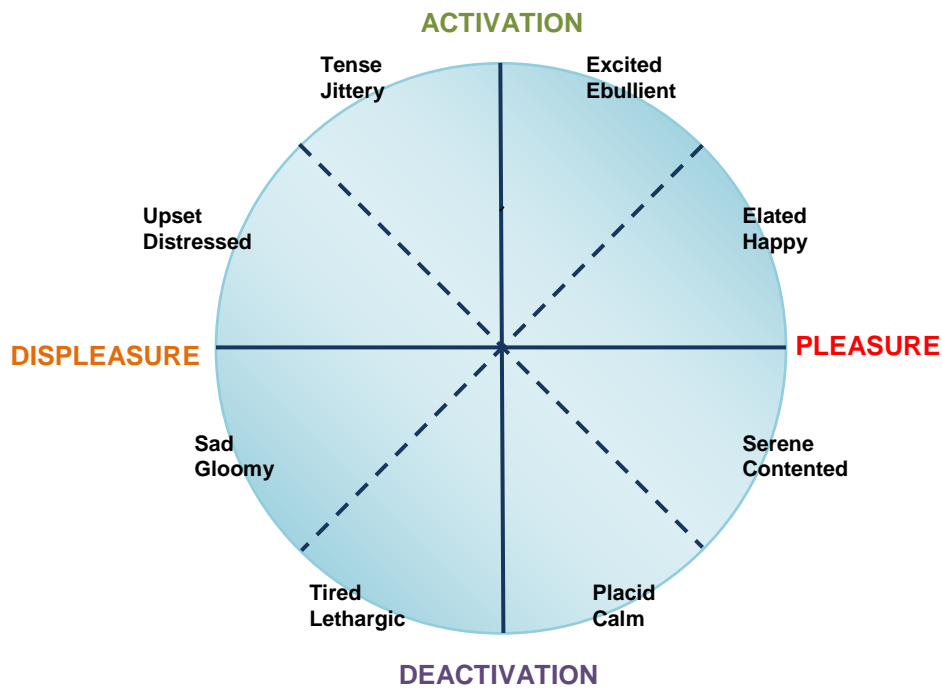 ACTIVATION
Tense
Jittery
Excited
Ebullient
Upset
Distressed
Elated
Happy
DISPLEASURE
PLEASURE
Sad
Gloomy
Serene
Contented
Tired
Lethargic
Placid
Calm
DEACTIVATION